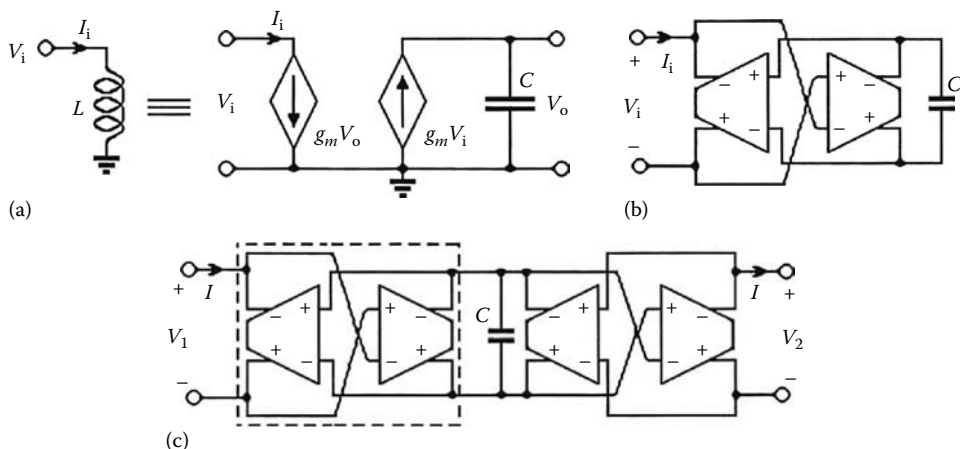 V_i I_i L
I_i V_i g_mV_o g_mV_i C V_o
(a)
+ I_i V_i − − + + − + − − + C
(b)
+ I V_1 − − + + − + − − + C − + + − + − − + I + V_2 −
(c)